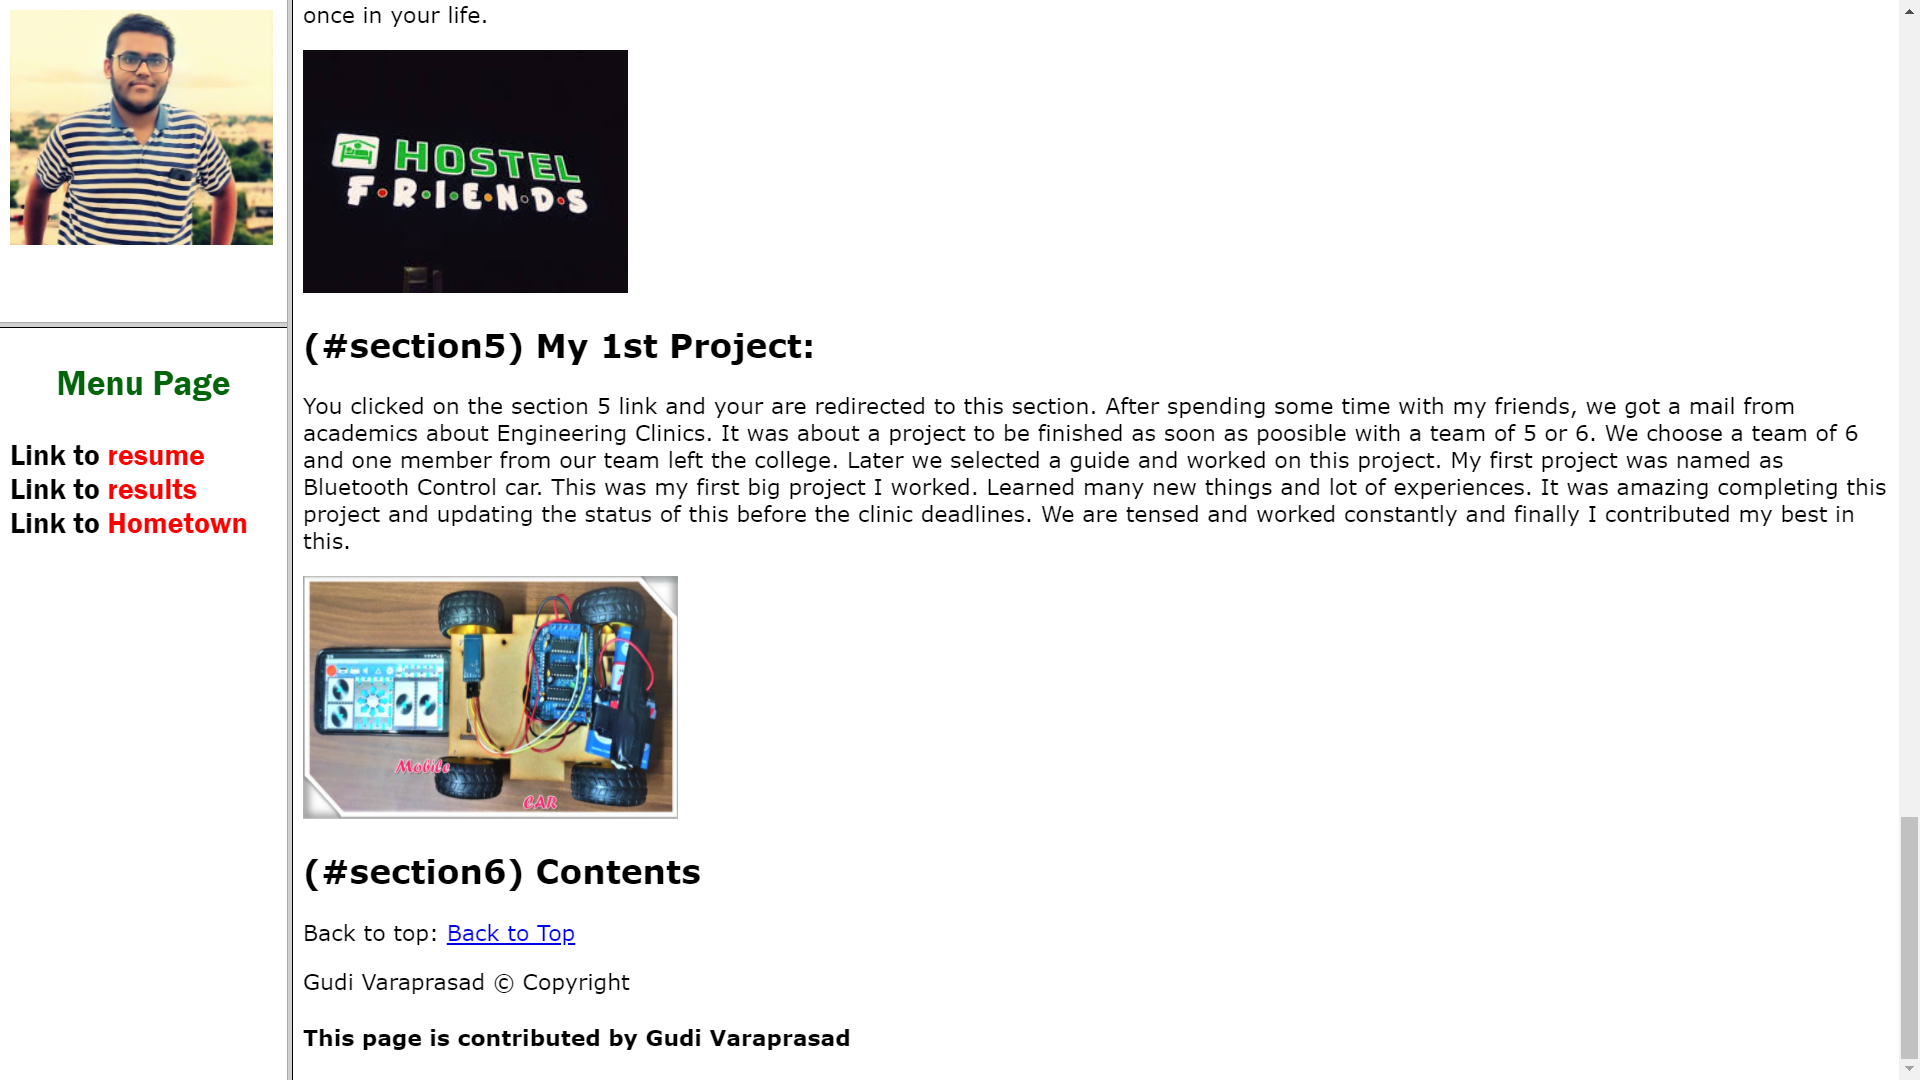 Menu Page
Link to resume
Link to results
Link to Hometown
once in your life.
HOSTEL
F•R•I•E•N•D•S
(#section5) My 1st Project:
You clicked on the section 5 link and your are redirected to this section. After spending some time with my friends, we got a mail from
academics about Engineering Clinics. It was about a project to be finished as soon as poosible with a team of 5 or 6. We choose a team of 6
and one member from our team left the college. Later we selected a guide and worked on this project. My first project was named as
Bluetooth Control car. This was my first big project I worked. Learned many new things and lot of experiences. It was amazing completing this
project and updating the status of this before the clinic deadlines. We are tensed and worked constantly and finally I contributed my best in
this.
Mobile
CAR
(#section6) Contents
Back to top: Back to Top
Gudi Varaprasad © Copyright
This page is contributed by Gudi Varaprasad